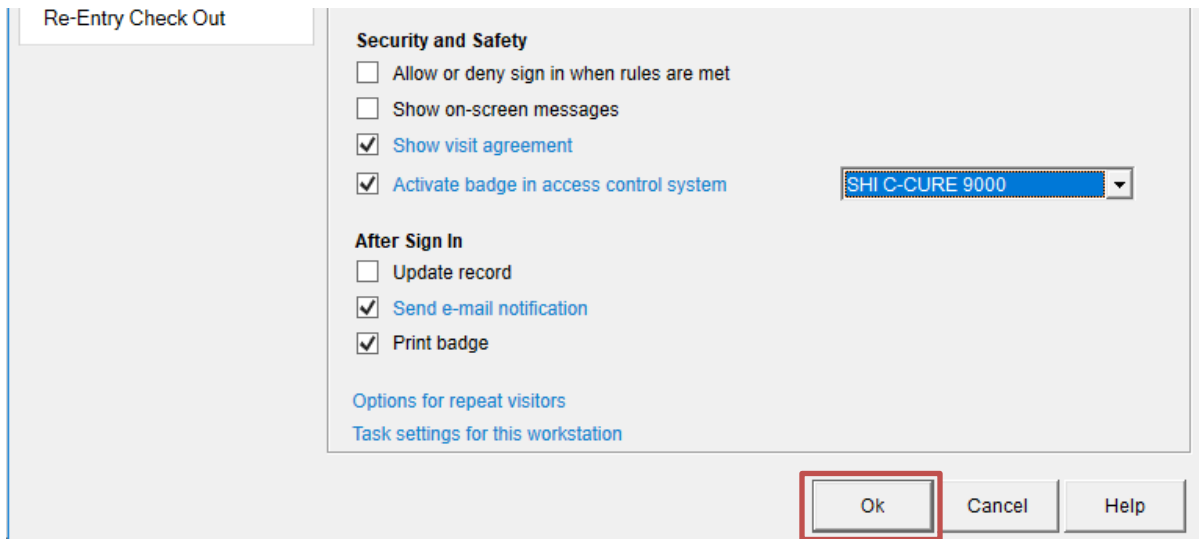 Re-Entry Check Out
Security and Safety
Allow or deny sign in when rules are met
Show on-screen messages
Show visit agreement
Activate badge in access control system SHI C-CURE 9000
After Sign In
Update record
Send e-mail notification
Print badge
Options for repeat visitors
Task settings for this workstation
Ok Cancel Help